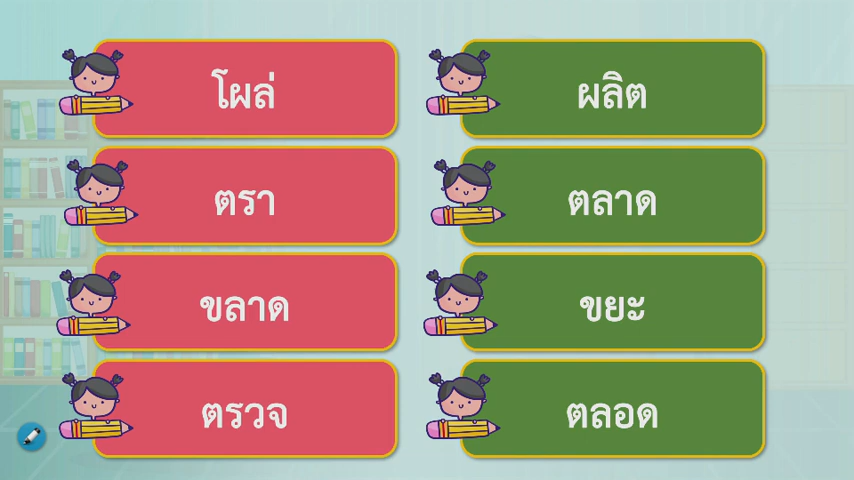 โผล่
ผลิต
ตรา
ตลาด
ขลาด
ขยะ
ตรวจ
ตลอด